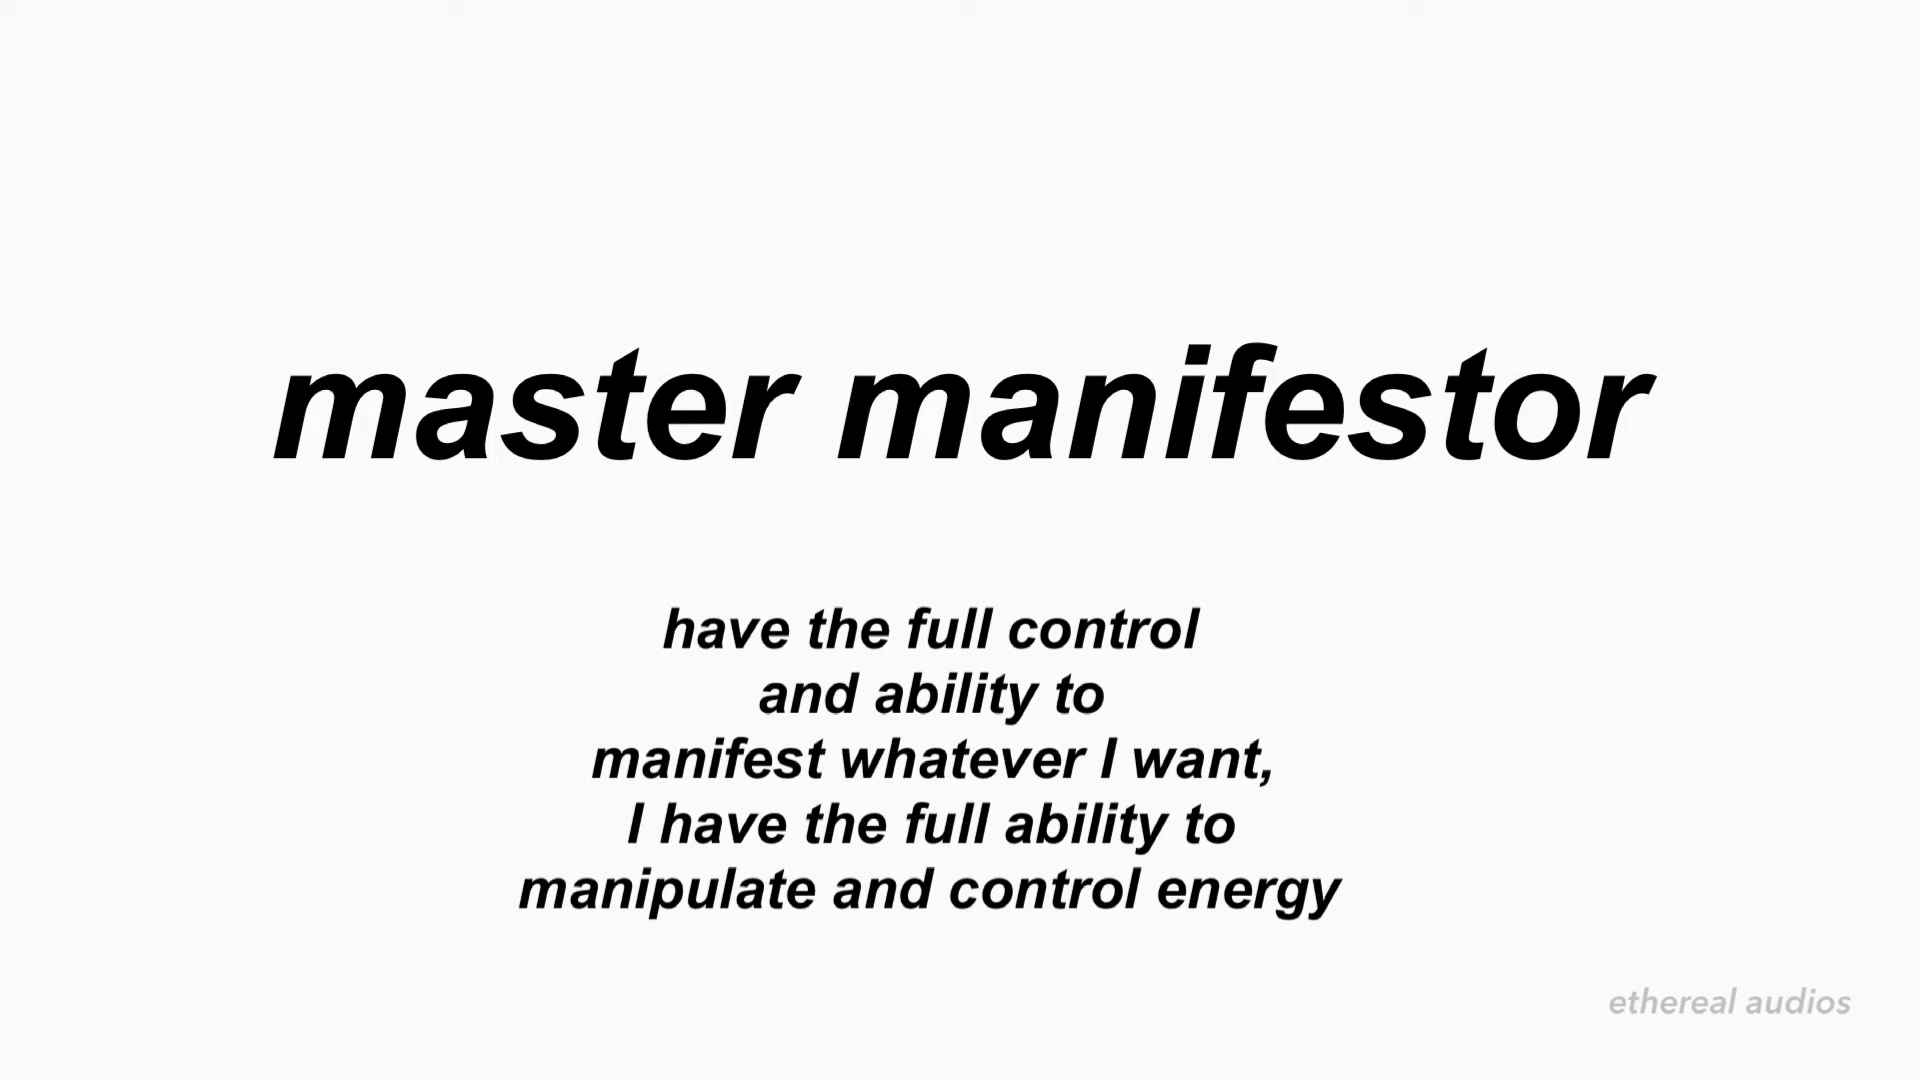 master manifestor
have the full control
and ability to
manifest whatever I want,
I have the full ability to
manipulate and control energy
ethereal audios